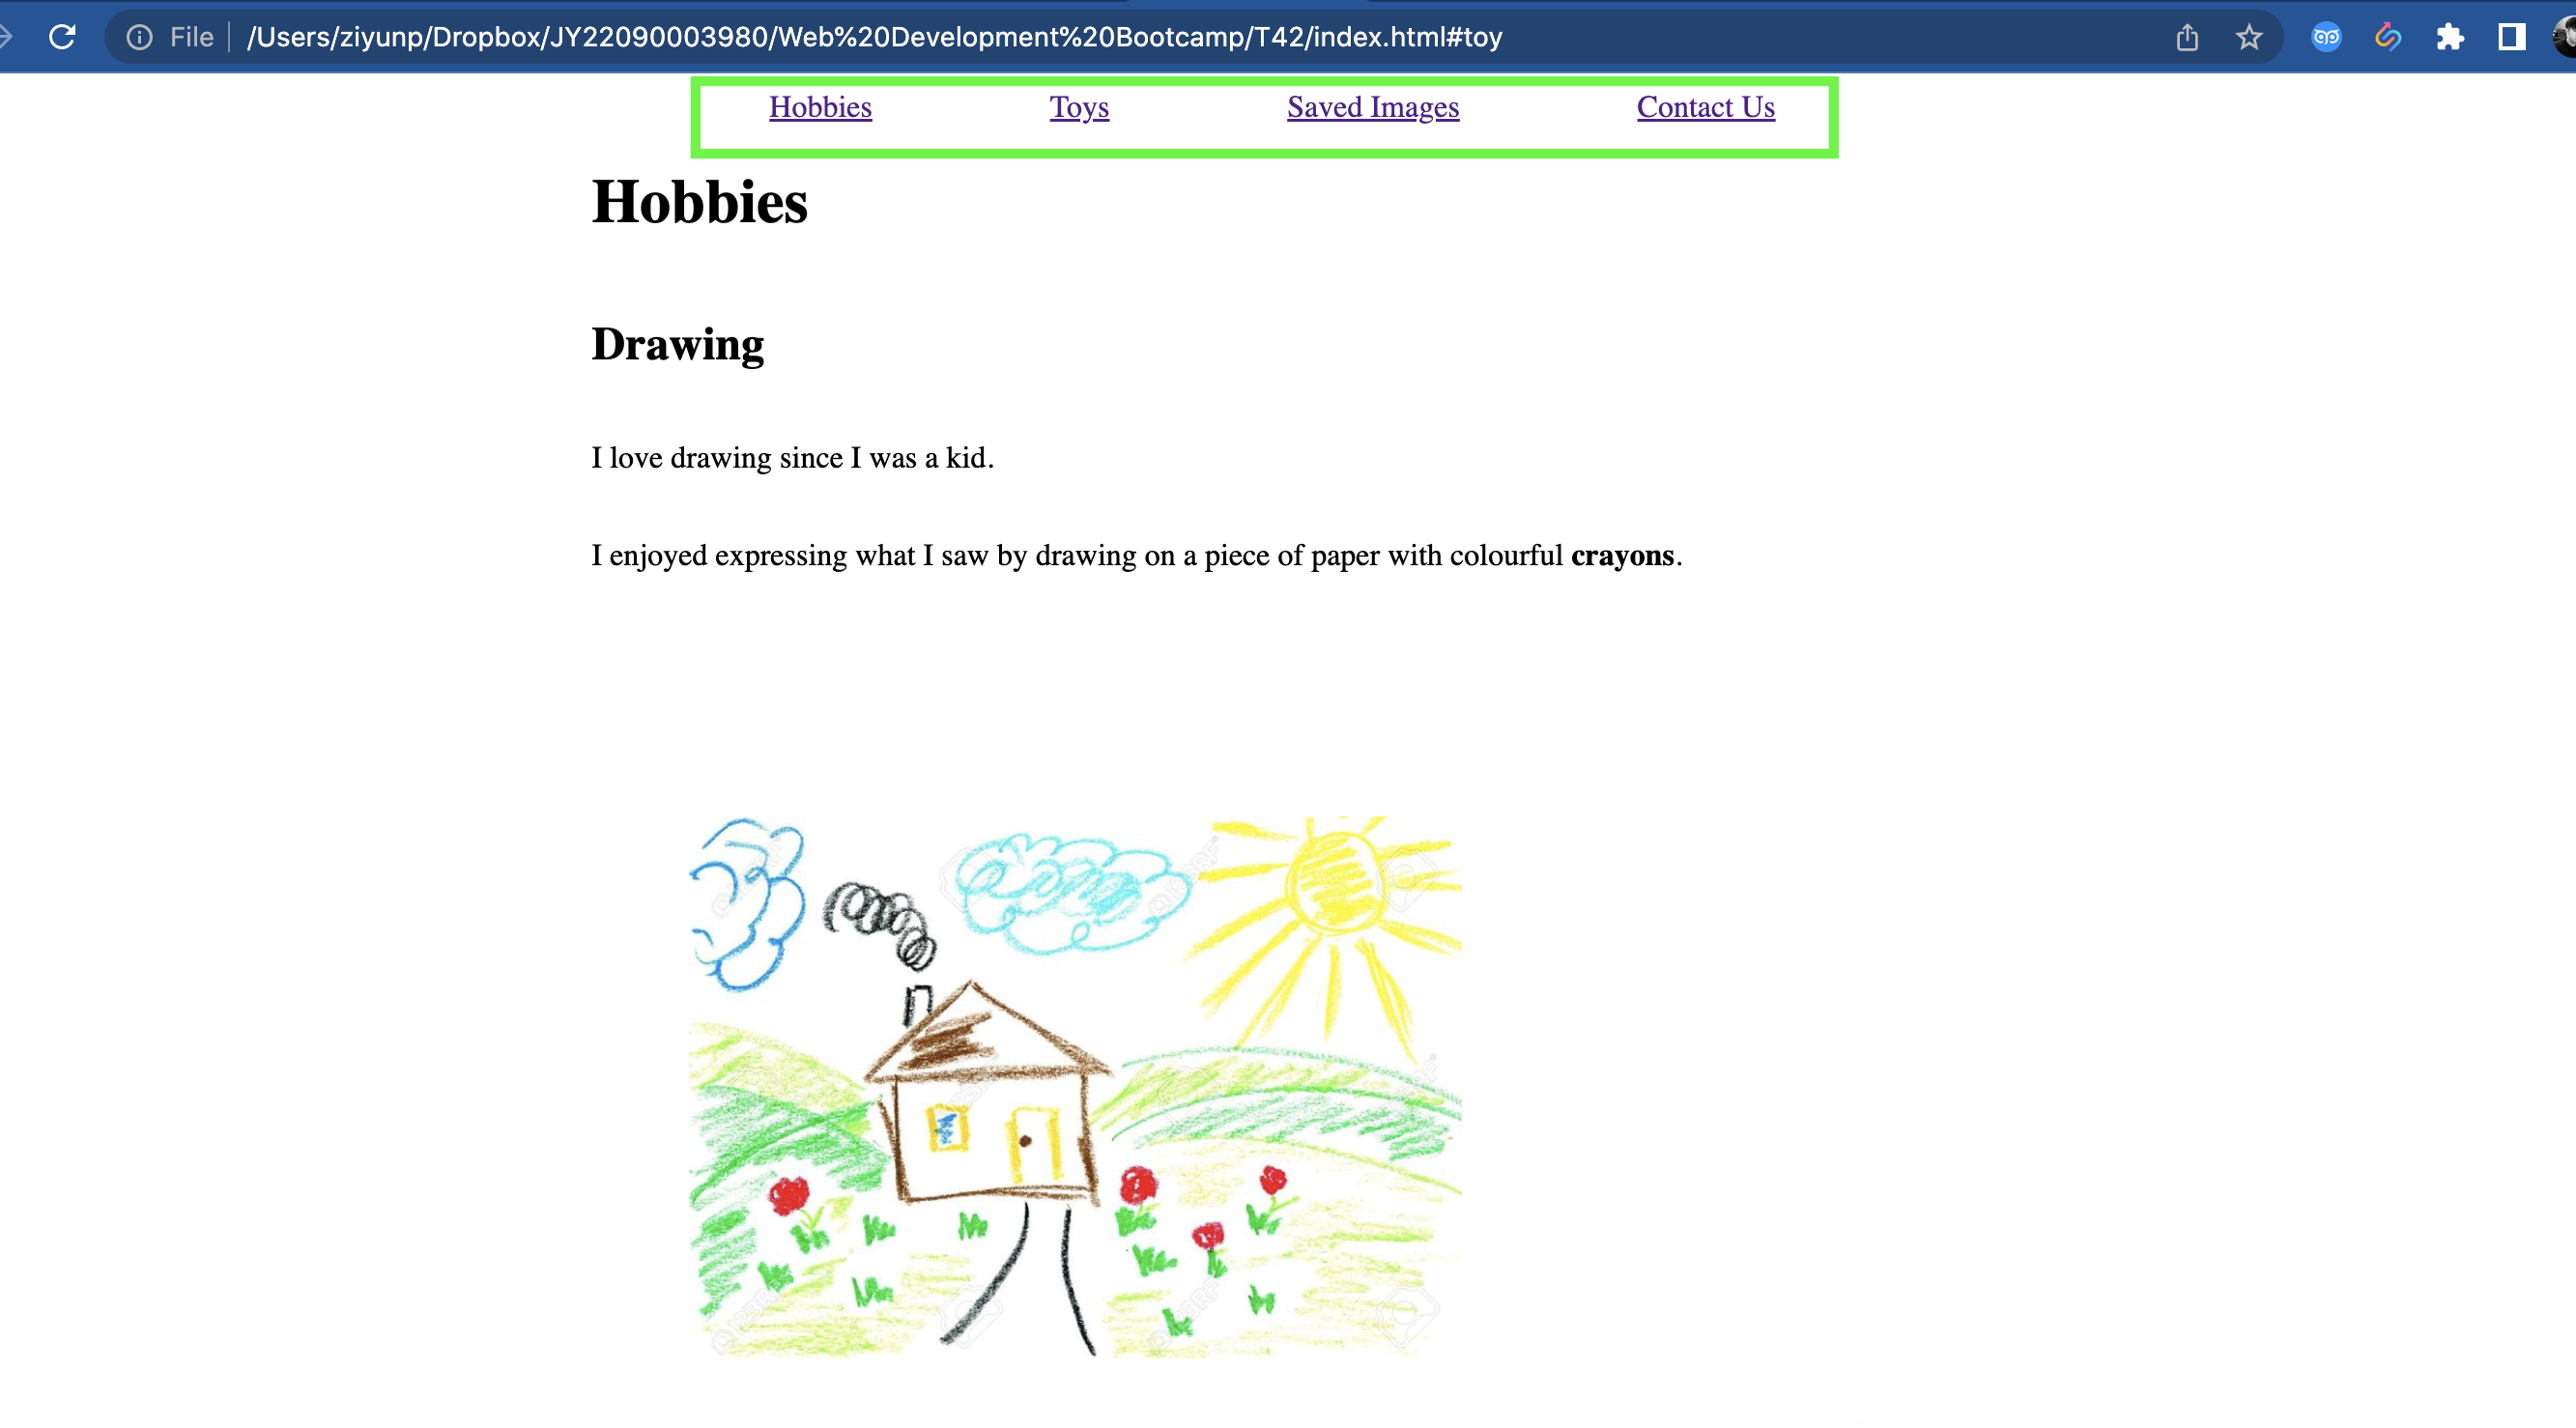 File /Users/ziyunp/Dropbox/JY22090003980/Web%20Development%20Bootcamp/T42/index.html#toy
Hobbies Toys Saved Images Contact Us
Hobbies
Drawing
I love drawing since I was a kid.
I enjoyed expressing what I saw by drawing on a piece of paper with colourful crayons.